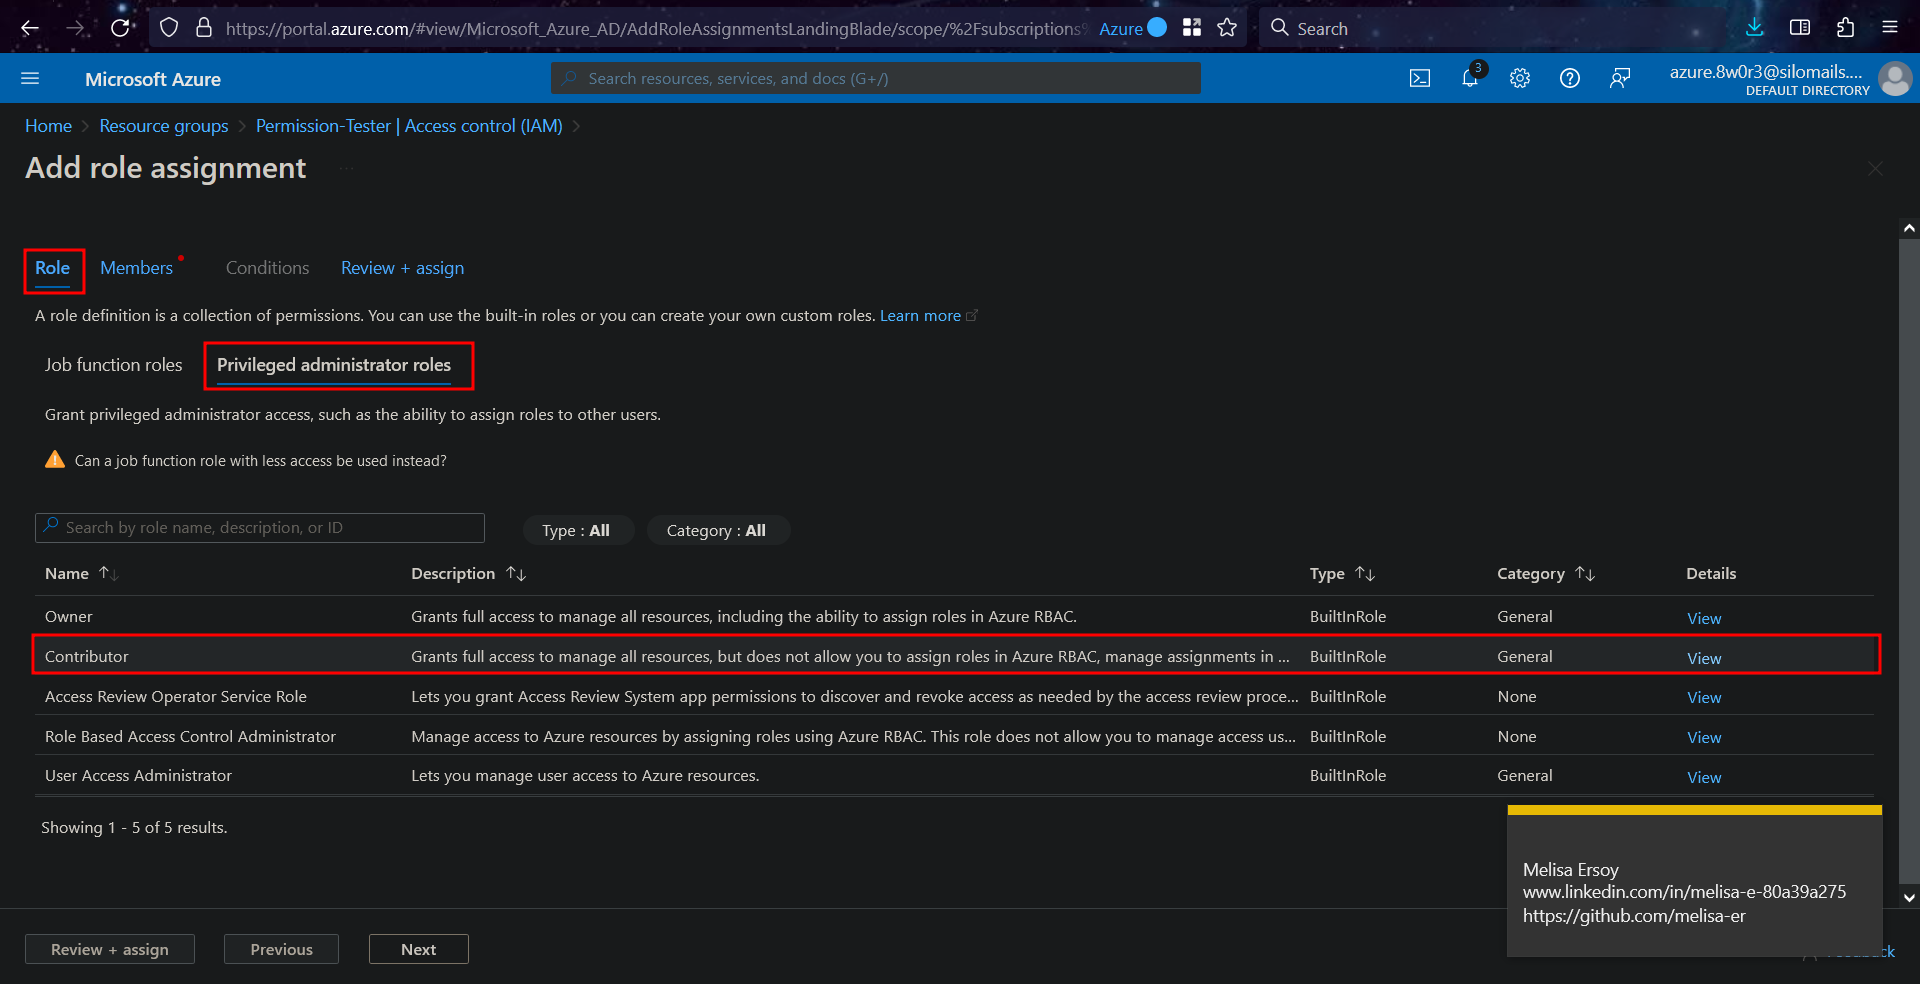 https://portal.azure.com/#view/Microsoft_Azure_AD/AddRoleAssignmentsLandingBlade/scope/%2Fsubscriptions%
Azure
Search
Microsoft Azure
Search resources, services, and docs (G+/)
3
azure.8w0r3@silomails....
DEFAULT DIRECTORY
Home > Resource groups > Permission-Tester | Access control (IAM) >
Add role assignment ...
Role Members Conditions Review + assign
A role definition is a collection of permissions. You can use the built-in roles or you can create your own custom roles. Learn more
Job function roles Privileged administrator roles
Grant privileged administrator access, such as the ability to assign roles to other users.
Can a job function role with less access be used instead?
Search by role name, description, or ID Type : All Category : All
Name Description Type Category Details
Owner Grants full access to manage all resources, including the ability to assign roles in Azure RBAC. BuiltInRole General View
Contributor Grants full access to manage all resources, but does not allow you to assign roles in Azure RBAC, manage assignments in ... BuiltInRole General View
Access Review Operator Service Role Lets you grant Access Review System app permissions to discover and revoke access as needed by the access review proce... BuiltInRole None View
Role Based Access Control Administrator Manage access to Azure resources by assigning roles using Azure RBAC. This role does not allow you to manage access us... BuiltInRole None View
User Access Administrator Lets you manage user access to Azure resources. BuiltInRole General View
Showing 1 - 5 of 5 results.
Melisa Ersoy
www.linkedin.com/in/melisa-e-80a39a275
https://github.com/melisa-er
Review + assign Previous Next